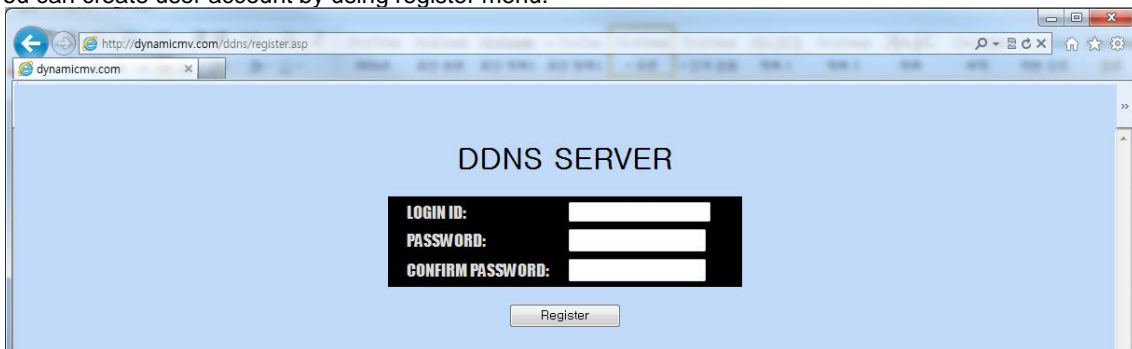 ou can create user account by using register menu.
http://dynamicmv.com/ddns/register.asp
dynamicmv.com
DDNS SERVER
LOGIN ID:
PASSWORD:
CONFIRM PASSWORD:
Register